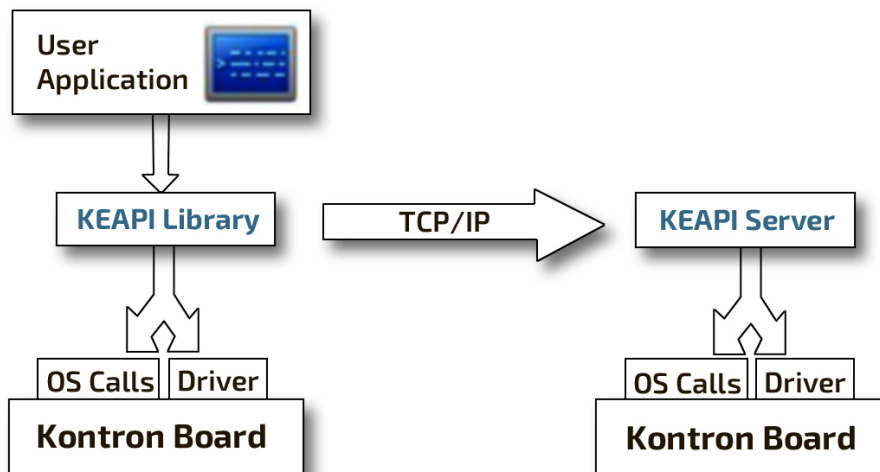 User
Application
KEAPI Library
TCP/IP
KEAPI Server
OS Calls
Driver
OS Calls
Driver
Kontron Board
Kontron Board